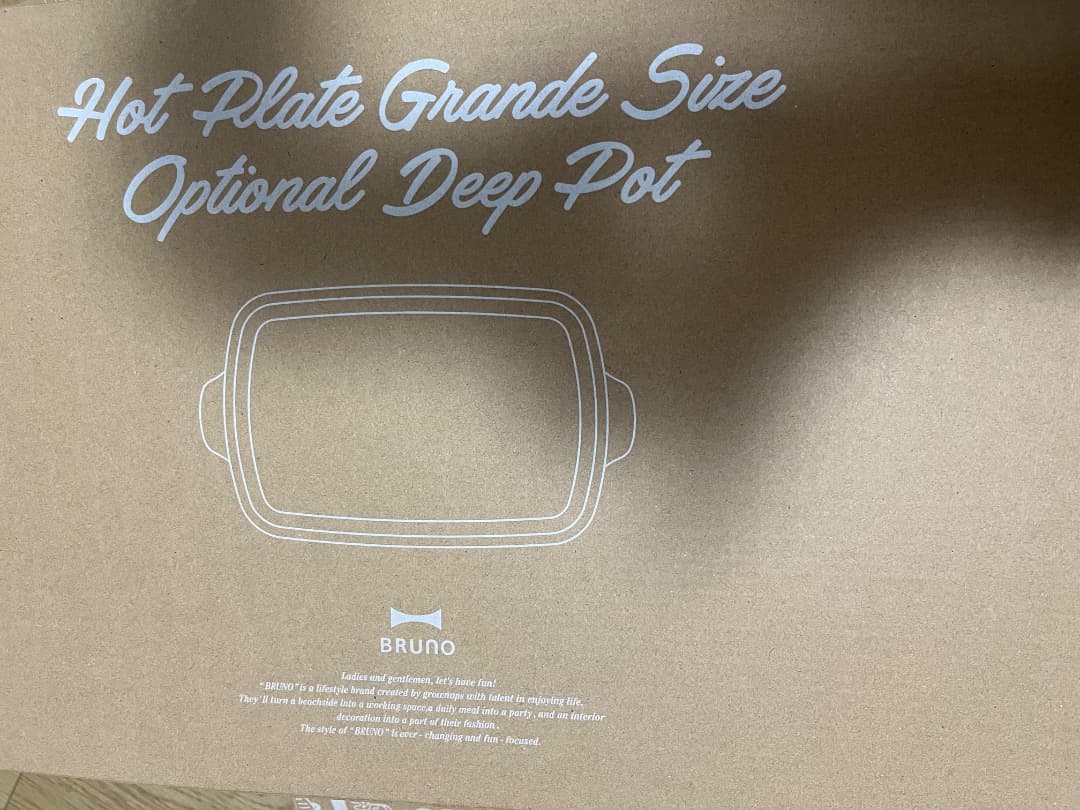 Hot Plate Grande Size
Optional Deep Pot
BRUNO
Ladies and gentlemen, let's have fun!
"BRUNO" is a lifestyle brand created by grownups with talent in enjoying life.
They'll turn a beachside into a working space,a daily meal into a party, and an interior
decoration into a part of their fashion.
The style of "BRUNO" is ever - changing and fun - focuzed.